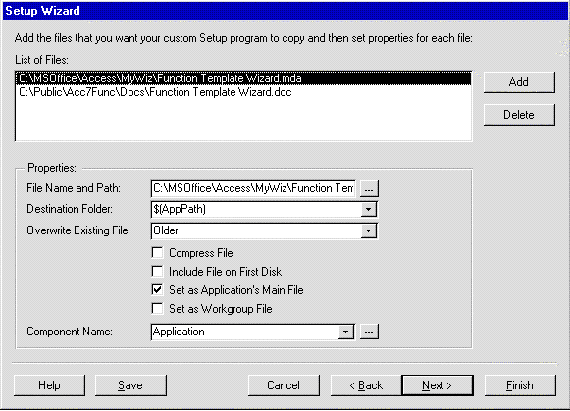 Setup Wizard
Add the files that you want your custom Setup program to copy and then set properties for each file:
List of Files:
C:\MSOffice\Access\MyWiz\Function Template Wizard.mda
C:\Public\Acc7Func\Docs\Function Template Wizard.doc
Add
Delete
Properties:
File Name and Path: C:\MSOffice\Access\MyWiz\Function Tem ...
Destination Folder: $(AppPath)
Overwrite Existing File Older
Compress File
Include File on First Disk
Set as Application's Main File
Set as Workgroup File
Component Name: Application ...
Help Save Cancel < Back Next > Finish